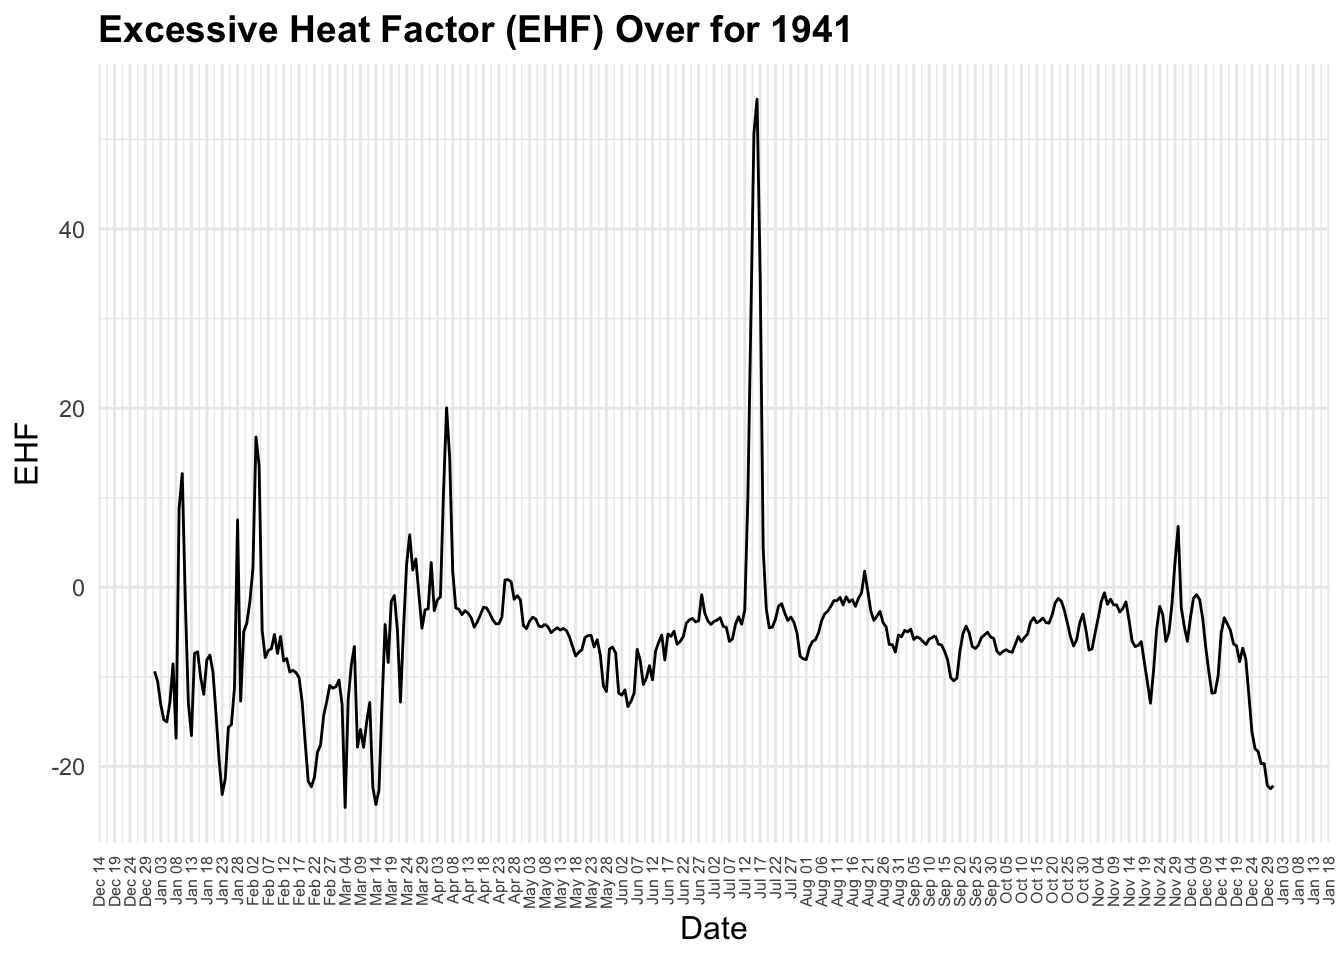 Excessive Heat Factor (EHF) Over for 1941
EHF
40
20
0
-20
Dec 14
Dec 19
Dec 24
Dec 29
Jan 03
Jan 08
Jan 13
Jan 18
Jan 23
Jan 28
Feb 02
Feb 07
Feb 12
Feb 17
Feb 22
Feb 27
Mar 04
Mar 09
Mar 14
Mar 19
Mar 24
Mar 29
Apr 03
Apr 08
Apr 13
Apr 18
Apr 23
Apr 28
May 03
May 08
May 13
May 18
May 23
May 28
Jun 02
Jun 07
Jun 12
Jun 17
Jun 22
Jun 27
Jul 02
Jul 07
Jul 12
Jul 17
Jul 22
Jul 27
Aug 01
Aug 06
Aug 11
Aug 16
Aug 21
Aug 26
Aug 31
Sep 05
Sep 10
Sep 15
Sep 20
Sep 25
Sep 30
Oct 05
Oct 10
Oct 15
Oct 20
Oct 25
Oct 30
Nov 04
Nov 09
Nov 14
Nov 19
Nov 24
Nov 29
Dec 04
Dec 09
Dec 14
Dec 19
Dec 24
Dec 29
Jan 03
Jan 08
Jan 13
Jan 18
Date